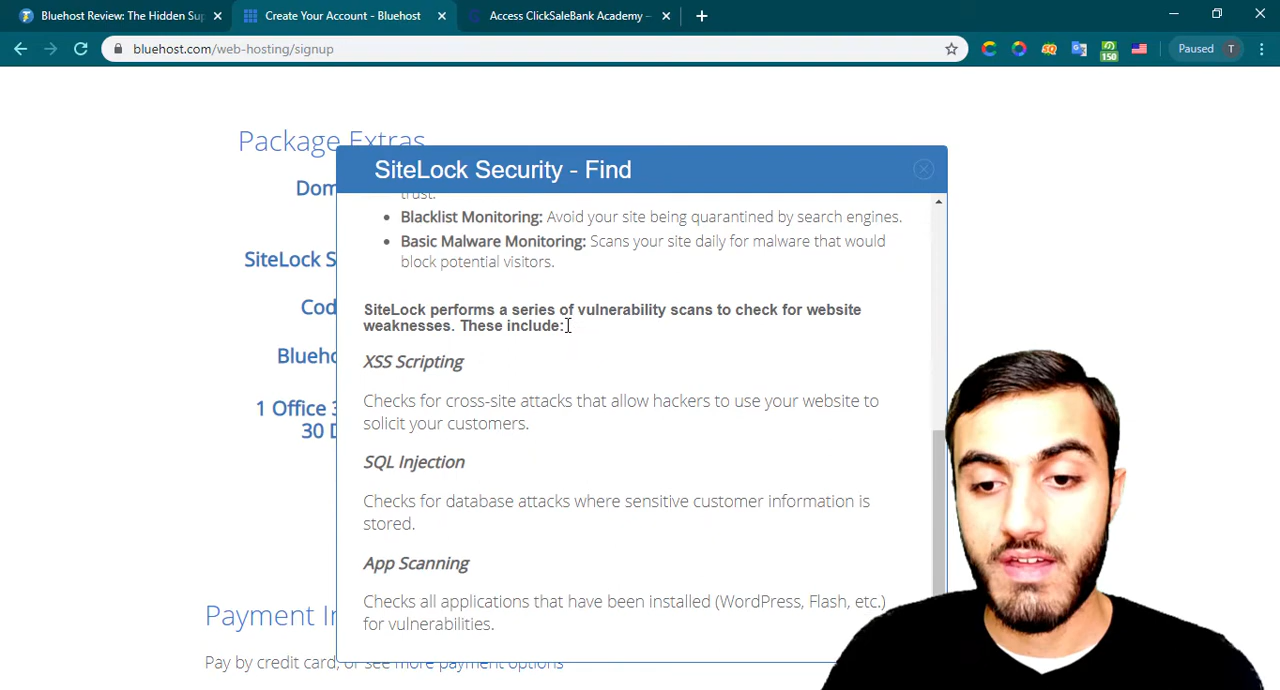 Bluehost Review: The Hidden Su
Create Your Account - Bluehost
Access ClickSaleBank Academy –
bluehost.com/web-hosting/signup
150
Paused
T
Package Extras
SiteLock Security - Find
Dom
trust.
Blacklist Monitoring: Avoid your site being quarantined by search engines.
Basic Malware Monitoring: Scans your site daily for malware that would
block potential visitors.
SiteLock S
Cod
SiteLock performs a series of vulnerability scans to check for website
weaknesses. These include:
Blueho
XSS Scripting
Checks for cross-site attacks that allow hackers to use your website to
solicit your customers.
1 Office 3
30 D
SQL Injection
Checks for database attacks where sensitive customer information is
stored.
App Scanning
Checks all applications that have been installed (WordPress, Flash, etc.)
for vulnerabilities.
Payment I
Pay by credit card, or see more payment options